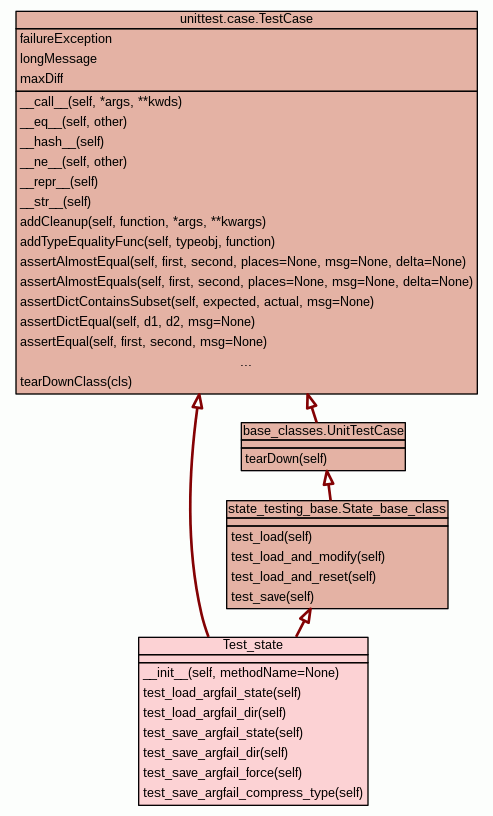 unittest.case.TestCase
failureException
longMessage
maxDiff
__call__(self, *args, **kwds)
__eq__(self, other)
__hash__(self)
__ne__(self, other)
__repr__(self)
__str__(self)
addCleanup(self, function, *args, **kwargs)
addTypeEqualityFunc(self, typeobj, function)
assertAlmostEqual(self, first, second, places=None, msg=None, delta=None)
assertAlmostEquals(self, first, second, places=None, msg=None, delta=None)
assertDictContainsSubset(self, expected, actual, msg=None)
assertDictEqual(self, d1, d2, msg=None)
assertEqual(self, first, second, msg=None)
...
tearDownClass(cls)
base_classes.UnitTestCase
tearDown(self)
state_testing_base.State_base_class
test_load(self)
test_load_and_modify(self)
test_load_and_reset(self)
test_save(self)
Test_state
__init__(self, methodName=None)
test_load_argfail_state(self)
test_load_argfail_dir(self)
test_save_argfail_state(self)
test_save_argfail_dir(self)
test_save_argfail_force(self)
test_save_argfail_compress_type(self)